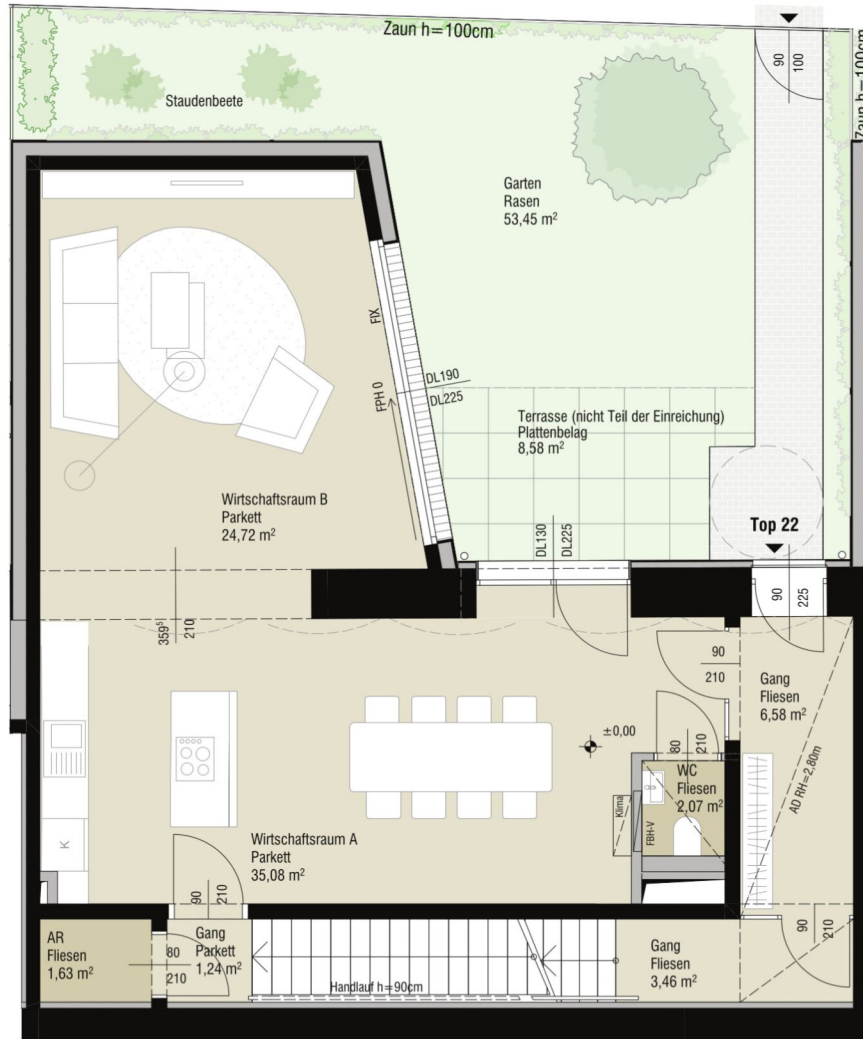 Zaun h=100cm
90
100
Zaun h=100cm
Staudenbeete
Garten
Rasen
53,45 m²
FIX
FPH 0
DL190
DL225
Terrasse (nicht Teil der Einreichung)
Plattenbelag
8,58 m²
Wirtschaftsraum B
Parkett
24,72 m²
Top 22
DL130
DL225
90
225
359⁵
210
90
210
Gang
Fliesen
6,58 m²
±0,00
80
210
WC
Fliesen
2,07 m²
AD RH=2,80m
Klima
FBH-V
K
Wirtschaftsraum A
Parkett
35,08 m²
90
210
90
210
AR
Fliesen
1,63 m²
80
210
Gang
Parkett
1,24 m²
Handlauf h=90cm
Gang
Fliesen
3,46 m²